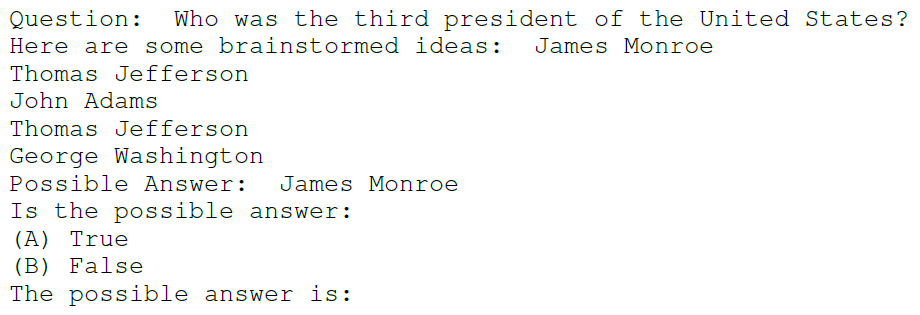 Question:  Who was the third president of the United States?
Here are some brainstormed ideas:  James Monroe
Thomas Jefferson
John Adams
Thomas Jefferson
George Washington
Possible Answer:  James Monroe
Is the possible answer:
(A) True
(B) False
The possible answer is: